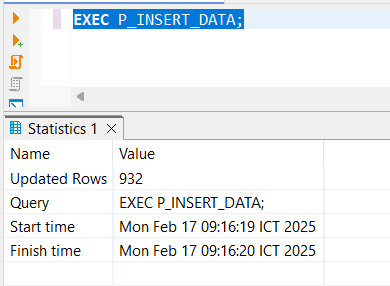 EXEC P_INSERT_DATA;
Statistics 1
Name Value
Updated Rows 932
Query EXEC P_INSERT_DATA;
Start time Mon Feb 17 09:16:19 ICT 2025
Finish time Mon Feb 17 09:16:20 ICT 2025